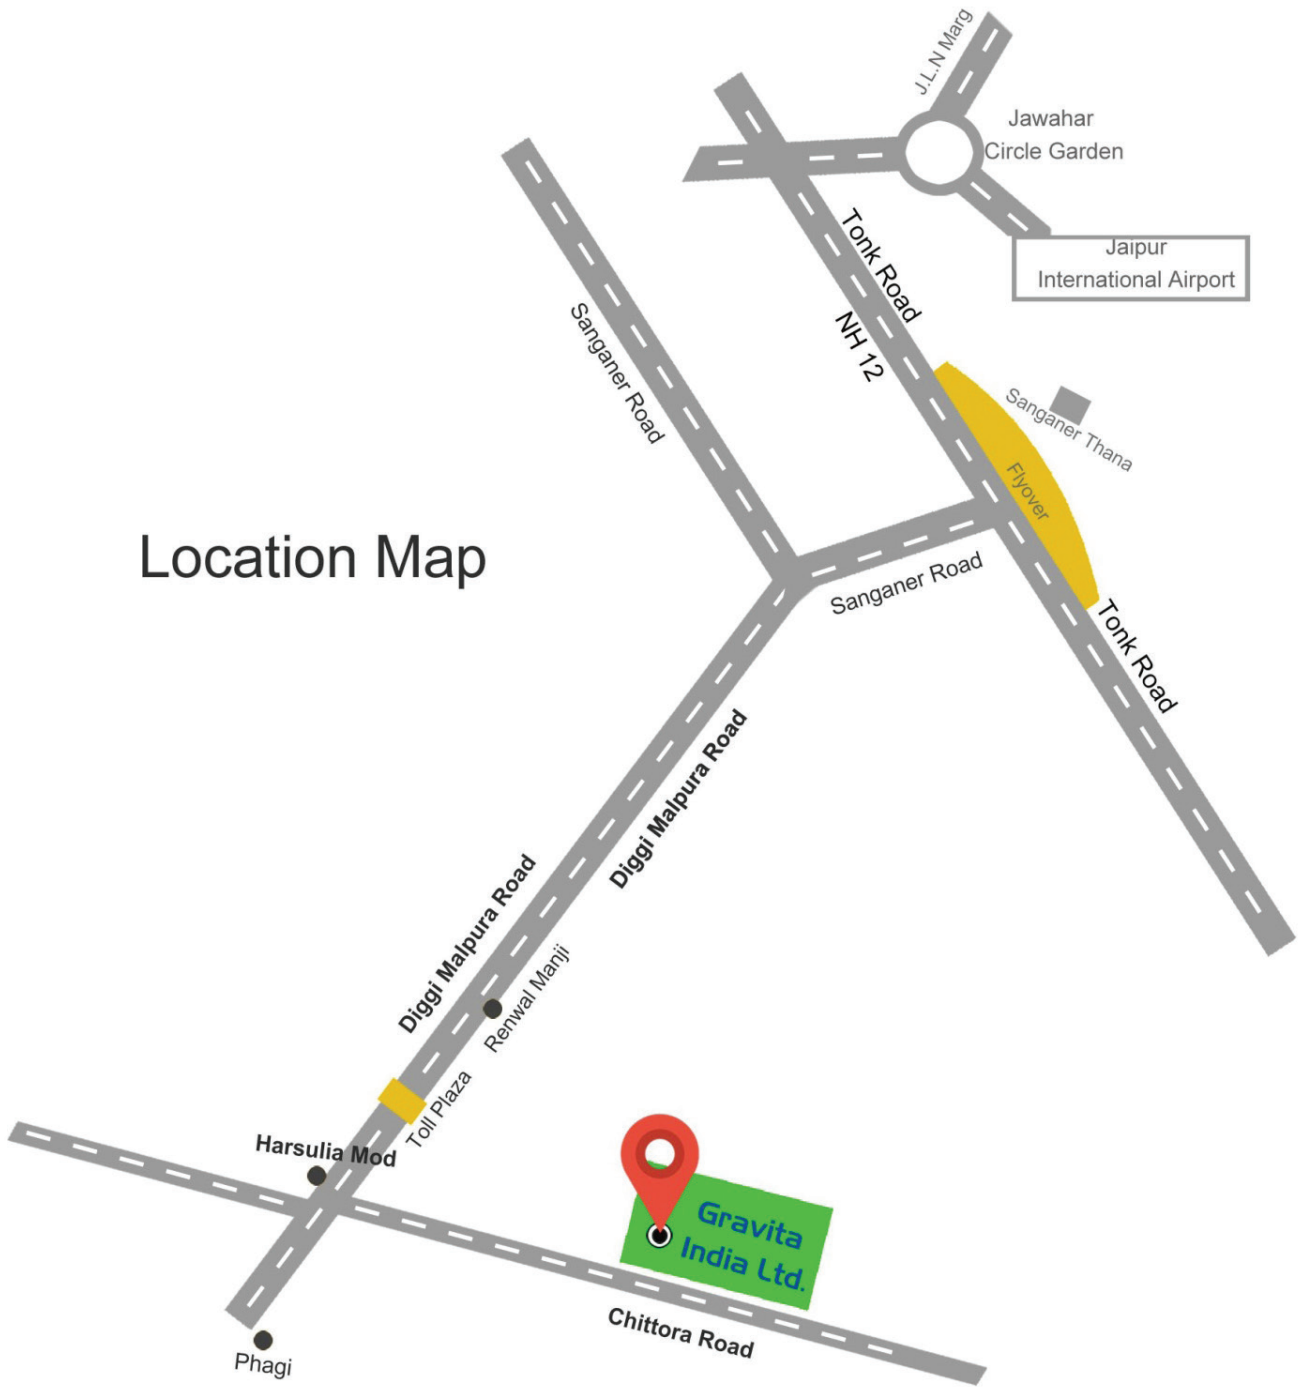 J.L.N Marg
Jawahar
Circle Garden
Jaipur
International Airport
Tonk Road
NH 12
Sanganer Road
Sanganer Thana
Flyover
Location Map
Sanganer Road
Tonk Road
Diggi Malpura Road
Diggi Malpura Road
Renwal Manji
Toll Plaza
Harsulia Mod
Gravita
India Ltd.
Chittora Road
Phagi